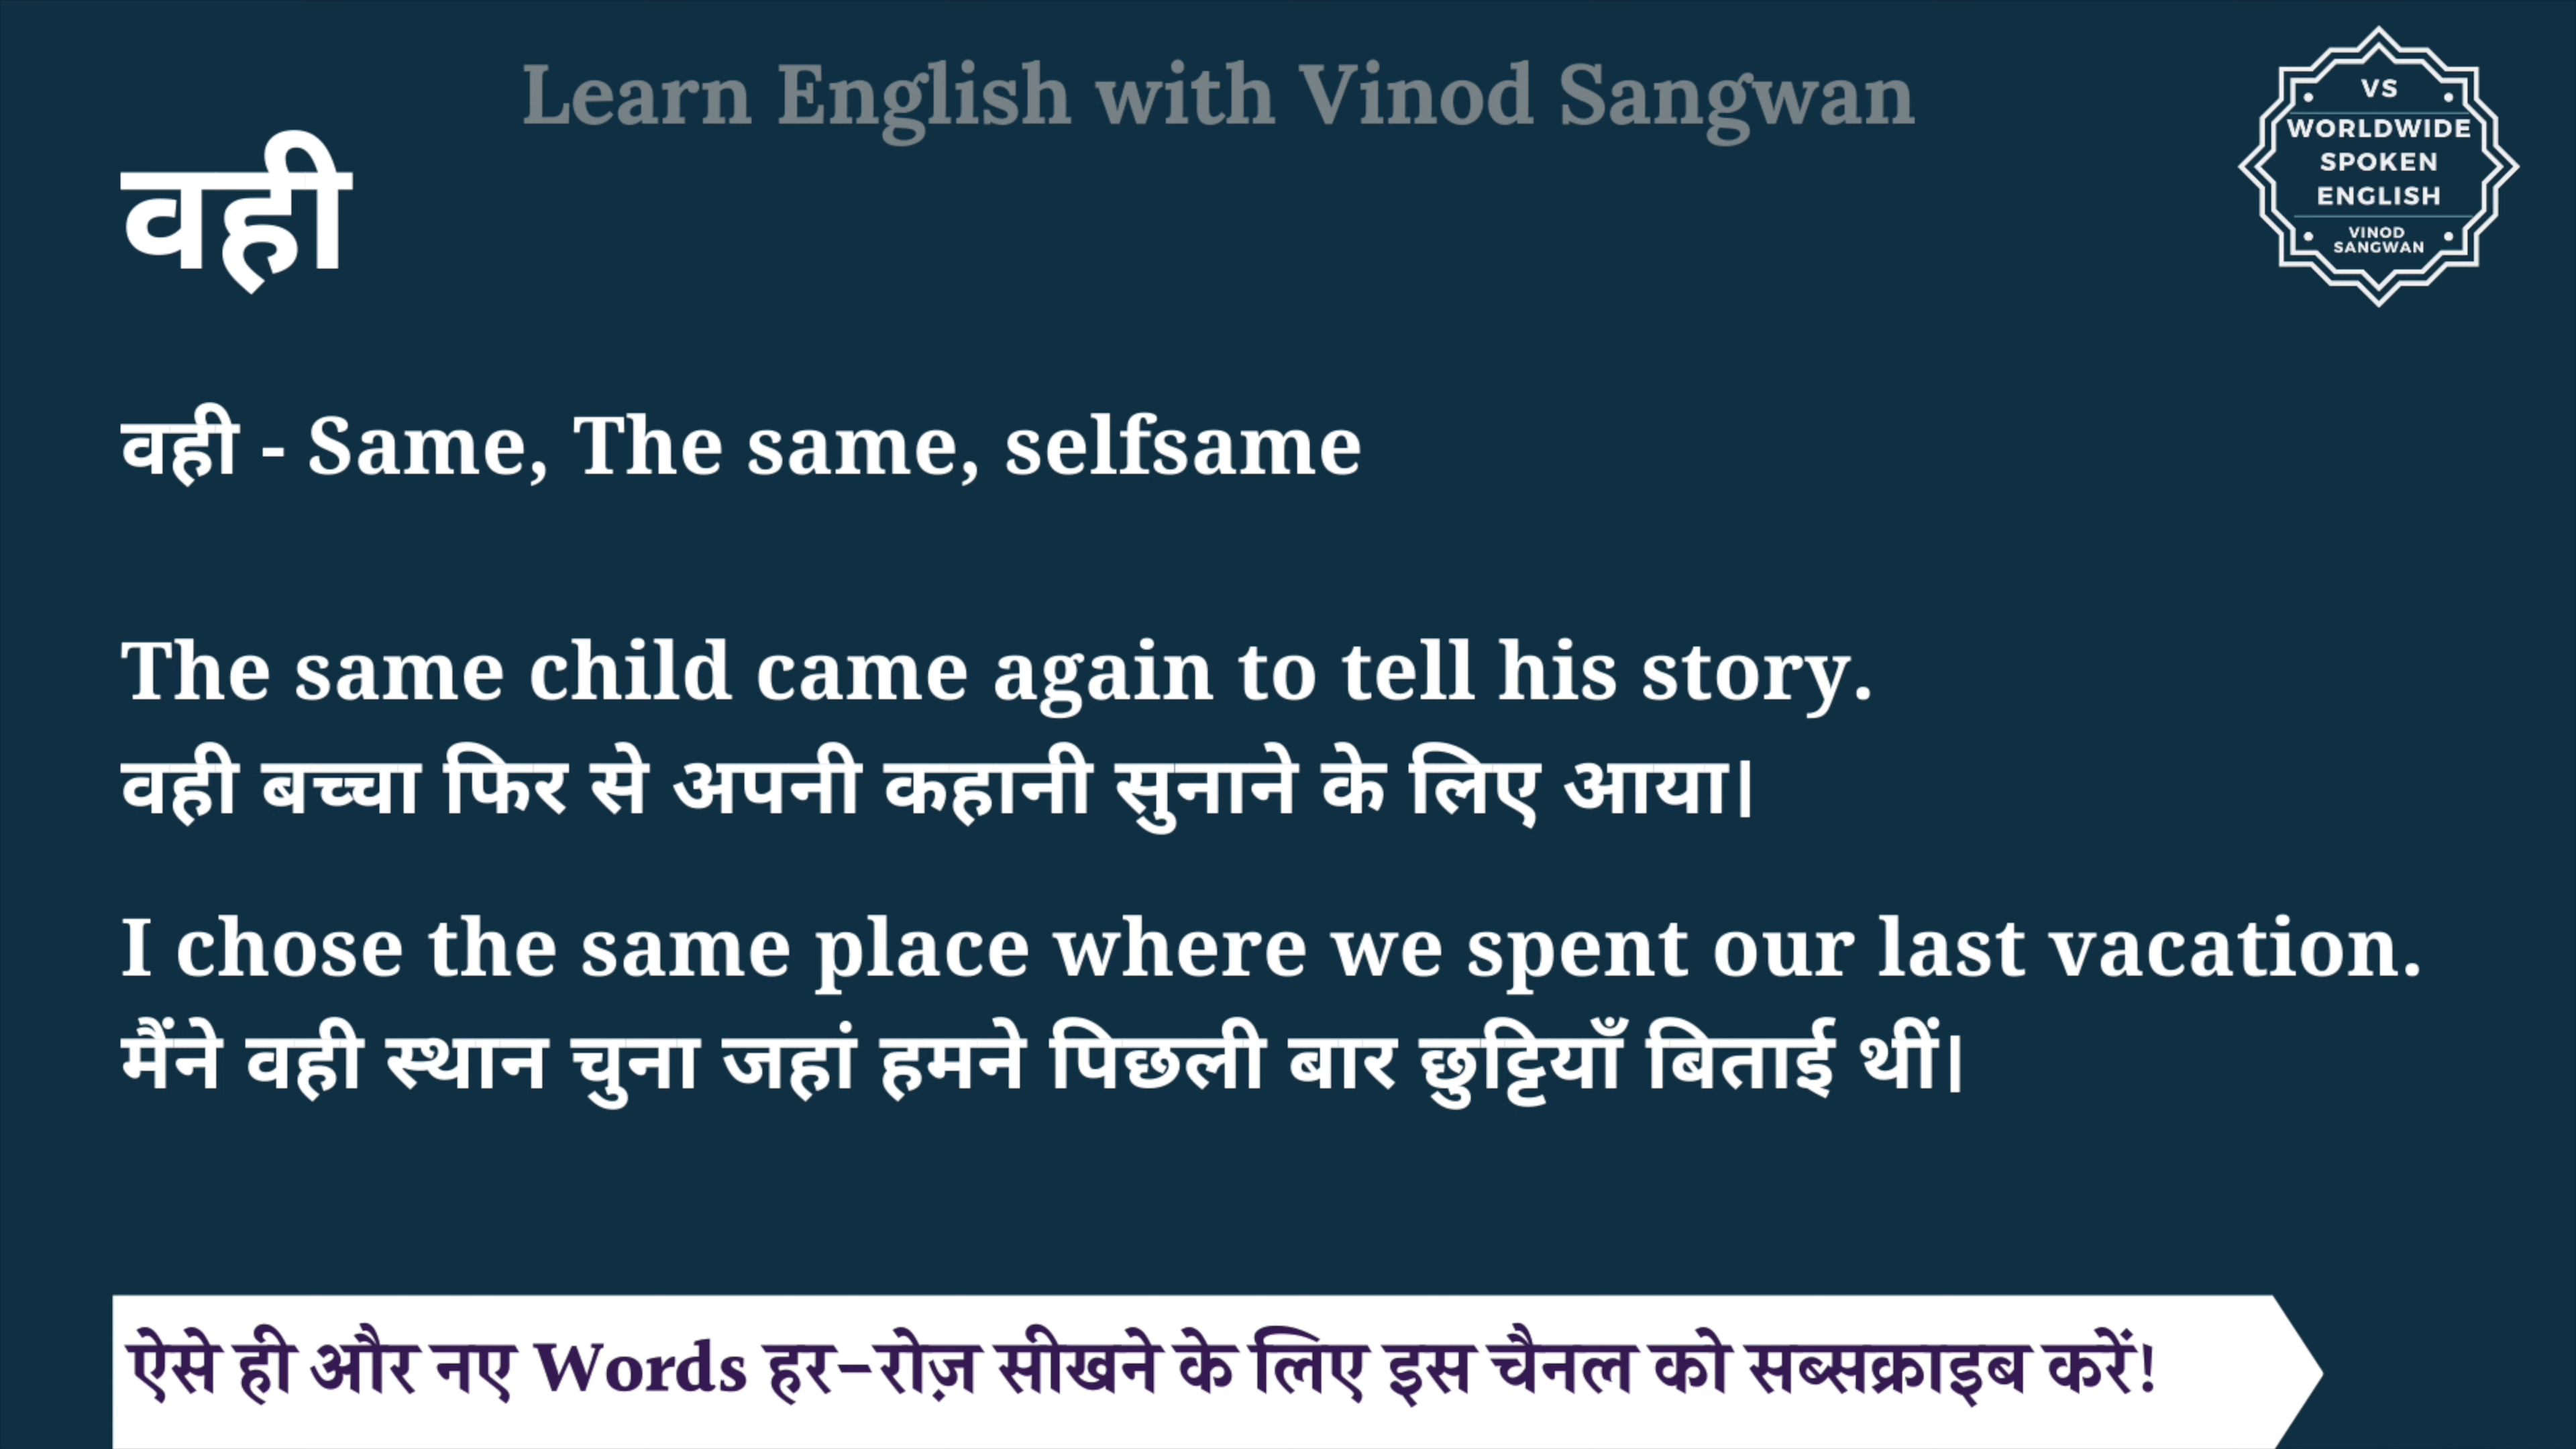 Learn English with Vinod Sangwan
VS
WORLDWIDE
SPOKEN
ENGLISH
VINOD
SANGWAN
वही
वही - Same, The same, selfsame
The same child came again to tell his story.
वही बच्चा फिर से अपनी कहानी सुनाने के लिए आया।
I chose the same place where we spent our last vacation.
मैंने वही स्थान चुना जहां हमने पिछली बार छुट्टियाँ बिताई थीं।
ऐसे ही और नए Words हर–रोज़ सीखने के लिए इस चैनल को सब्सक्राइब करें!